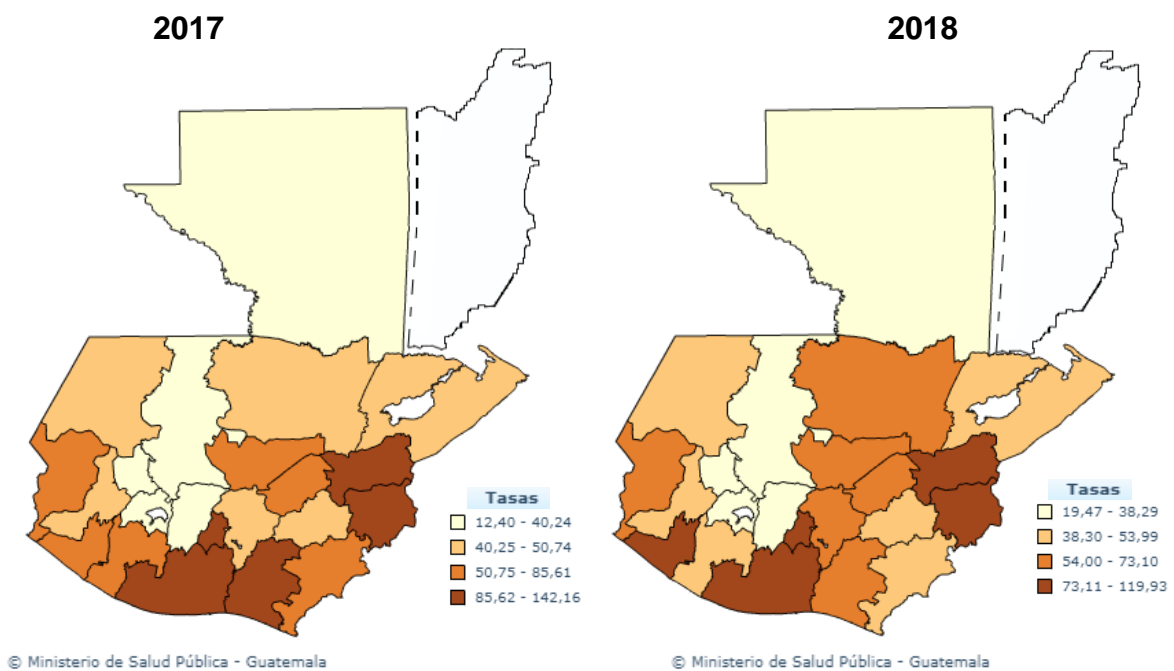 2017
2018
Tasas
12,40 - 40,24
40,25 - 50,74
50,75 - 85,61
85,62 - 142,16
Tasas
19,47 - 38,29
38,30 - 53,99
54,00 - 73,10
73,11 - 119,93
© Ministerio de Salud Pública - Guatemala
© Ministerio de Salud Pública - Guatemala